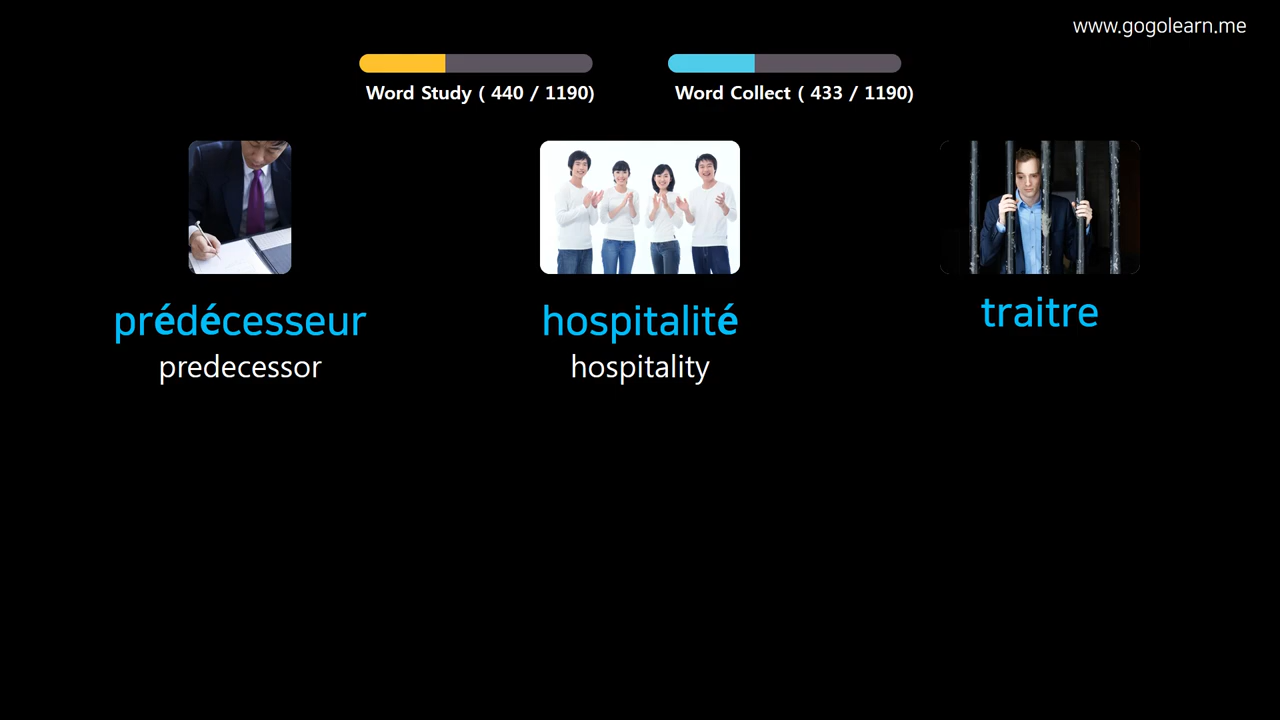 www.gogolearn.me
Word Study ( 440 / 1190)
Word Collect ( 433 / 1190)
prédécesseur
predecessor
hospitalité
hospitality
traitre